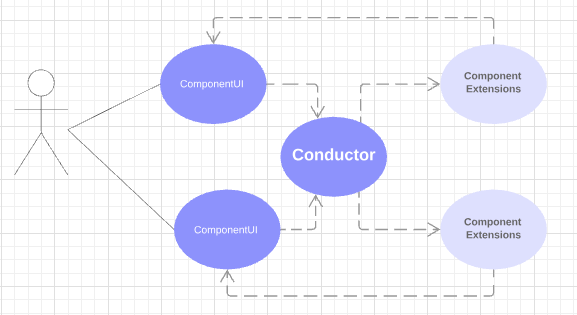 ComponentUI
Component
Extensions
Conductor
ComponentUI
Component
Extensions